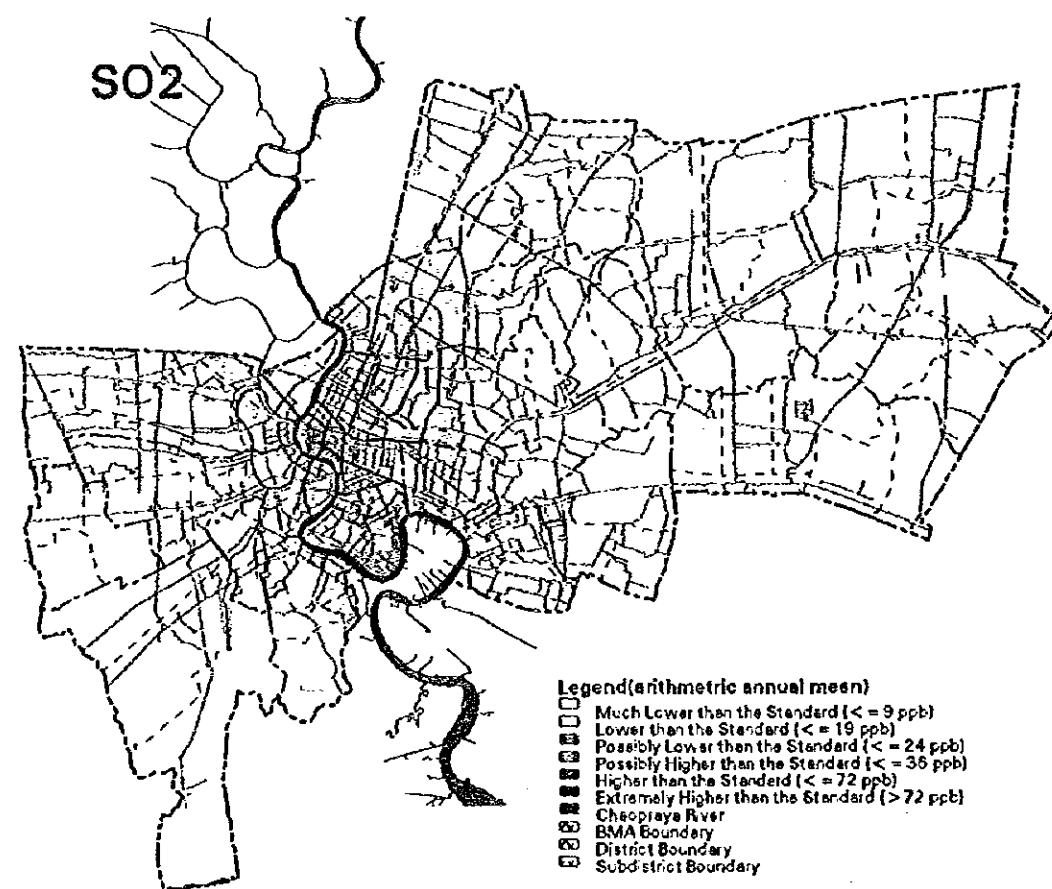 SO2
Legend(arithmetric annual mean)
Much Lower than the Standard (< = 9 ppb)
Lower than the Standard (< = 19 ppb)
Possibly Lower than the Standard (< = 24 ppb)
Possibly Higher than the Standard (< = 36 ppb)
Higher than the Standard (< = 72 ppb)
Extremely Higher than the Standard (> 72 ppb)
Chaopraya River
BMA Boundary
District Boundary
Subdistrict Boundary